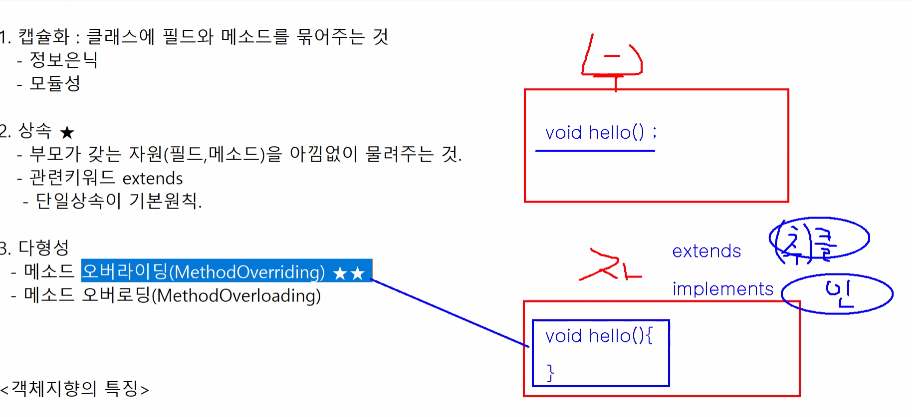 1. 캡슐화 : 클래스에 필드와 메소드를 묶어주는 것
- 정보은닉
- 모듈성
2. 상속 ★
- 부모가 갖는 자원(필드,메소드)을 아낌없이 물려주는 것.
- 관련키워드 extends
- 단일상속이 기본원칙.
3. 다형성
- 메소드 오버라이딩(MethodOverriding) ★★
- 메소드 오버로딩(MethodOverloading)
<객체지향의 특징>
void hello() ;
extends (추)클
implements 인
void hello(){
}